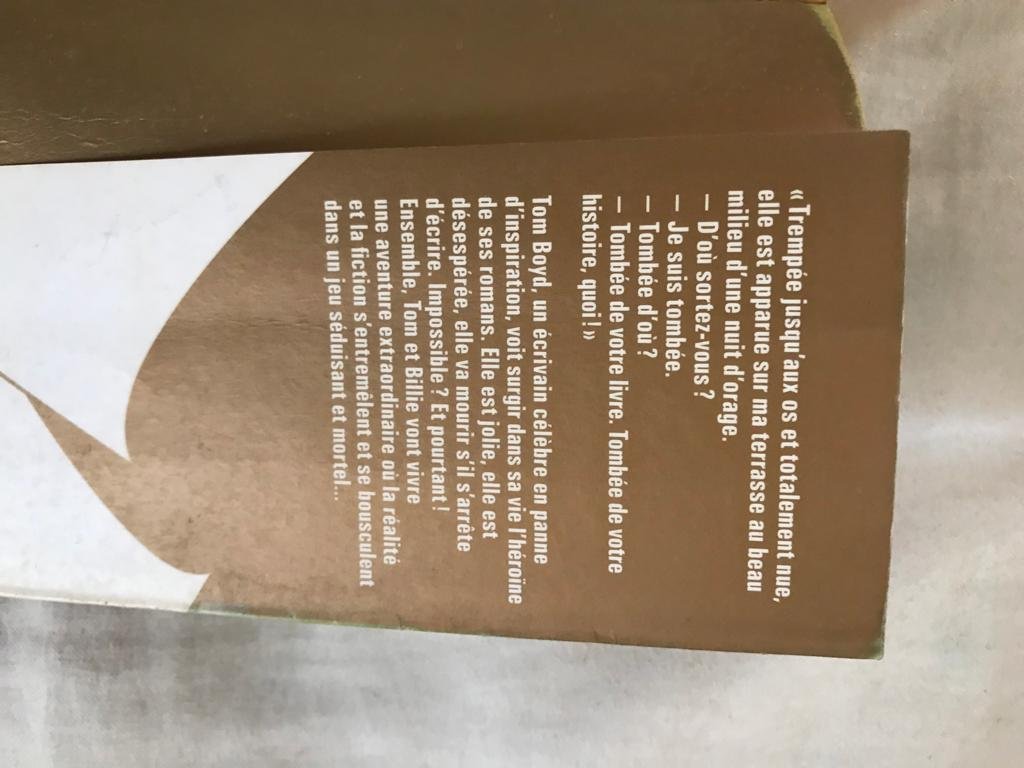 « Trempée jusqu'aux os et totalement nue,
elle est apparue sur ma terrasse au beau
milieu d'une nuit d'orage.
— D'où sortez-vous ?
— Je suis tombée.
— Tombée d'où ?
— Tombée de votre livre. Tombée de votre
histoire, quoi ! »
Tom Boyd, un écrivain célèbre en panne
d'inspiration, voit surgir dans sa vie l'héroïne
de ses romans. Elle est jolie, elle est
désespérée, elle va mourir s'il s'arrête
d'écrire. Impossible ? Et pourtant !
Ensemble, Tom et Billie vont vivre
une aventure extraordinaire où la réalité
et la fiction s'entremêlent et se bousculent
dans un jeu séduisant et mortel...